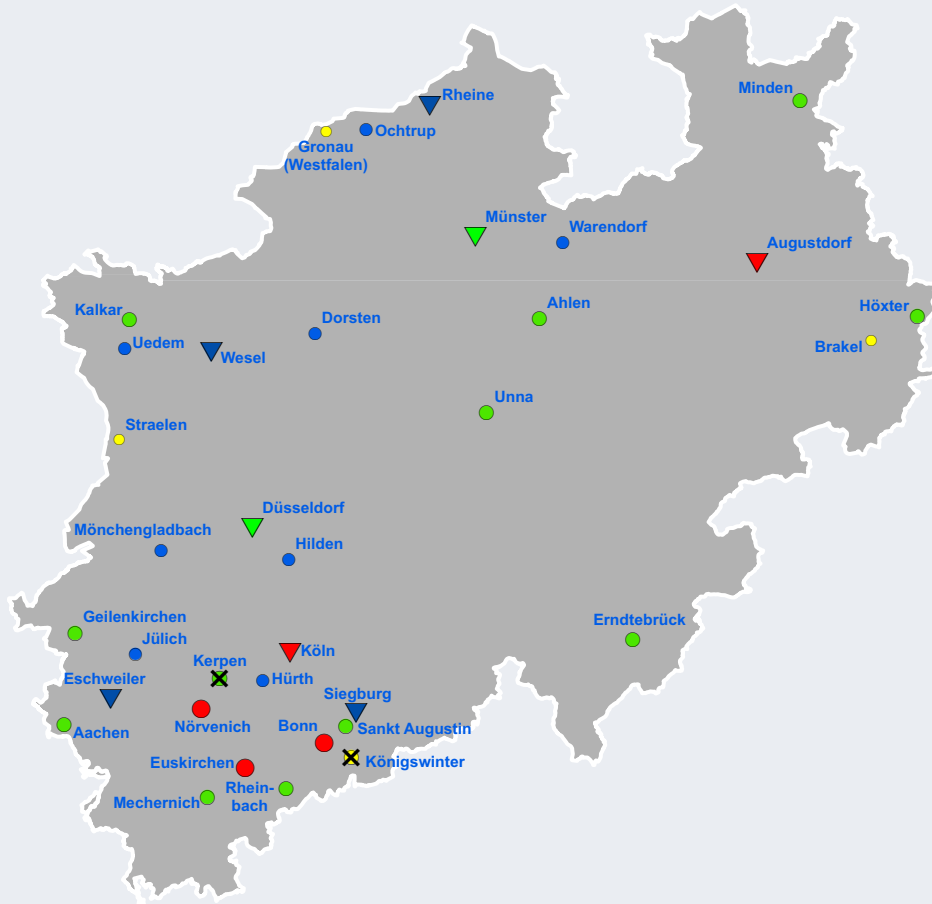 Minden
Rheine
Ochtrup
Gronau
(Westfalen)
Münster
Warendorf
Augustdorf
Kalkar
Ahlen
Höxter
Dorsten
Uedem
Wesel
Brakel
Unna
Straelen
Düsseldorf
Mönchengladbach
Hilden
Geilenkirchen
Erndtebrück
Jülich
Kerpen
Köln
Eschweiler
Hürth
Siegburg
Nörvenich
Bonn
Sankt Augustin
Aachen
Euskirchen
Königswinter
Rhein-
bach
Mechernich